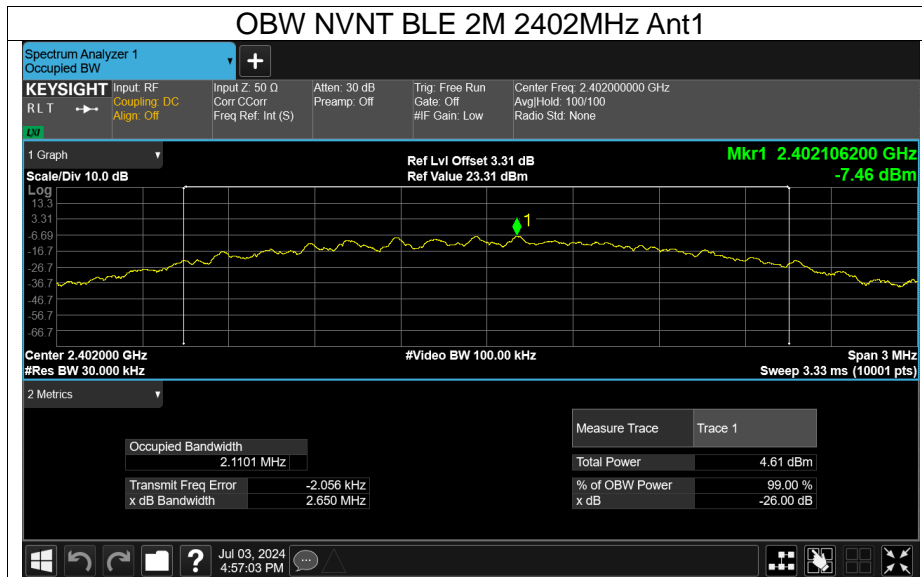 OBW NVNT BLE 2M 2402MHz Ant1
Spectrum Analyzer 1
Occupied BW
+
KEYSIGHT
RLT
LXI
Input: RF
Coupling: DC
Align: Off
Input Z: 50 Ω
Corr CCorr
Freq Ref: Int (S)
Atten: 30 dB
Preamp: Off
Trig: Free Run
Gate: Off
#IF Gain: Low
Center Freq: 2.402000000 GHz
Avg|Hold: 100/100
Radio Std: None
1 Graph
Scale/Div 10.0 dB
Ref Lvl Offset 3.31 dB
Ref Value 23.31 dBm
Mkr1 2.402106200 GHz
-7.46 dBm
Log
13.3
3.31
-6.69
-16.7
-26.7
-36.7
-46.7
-56.7
-66.7
1
Center 2.402000 GHz
#Res BW 30.000 kHz
#Video BW 100.00 kHz
Span 3 MHz
Sweep 3.33 ms (10001 pts)
2 Metrics
Occupied Bandwidth
2.1101 MHz
Transmit Freq Error -2.056 kHz
x dB Bandwidth 2.650 MHz
Measure Trace Trace 1
Total Power 4.61 dBm
% of OBW Power 99.00 %
x dB -26.00 dB
?
Jul 03, 2024
4:57:03 PM